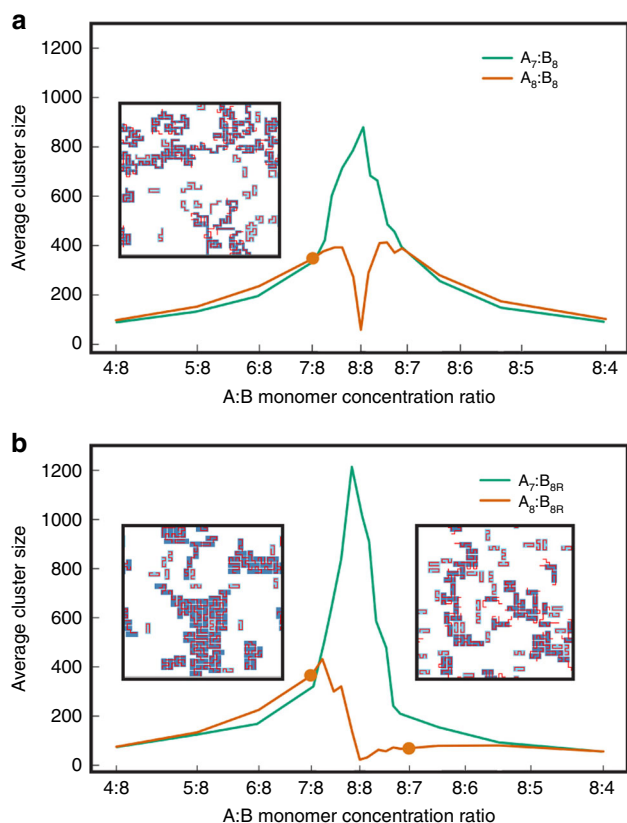 a
1200
1000
800
600
400
200
0
Average cluster size
A₇:B₈
A₈:B₈
4:8 5:8 6:8 7:8 8:8 8:7 8:6 8:5 8:4
A:B monomer concentration ratio
b
1200
1000
800
600
400
200
0
Average cluster size
A₇:B₈R
A₈:B₈R
4:8 5:8 6:8 7:8 8:8 8:7 8:6 8:5 8:4
A:B monomer concentration ratio